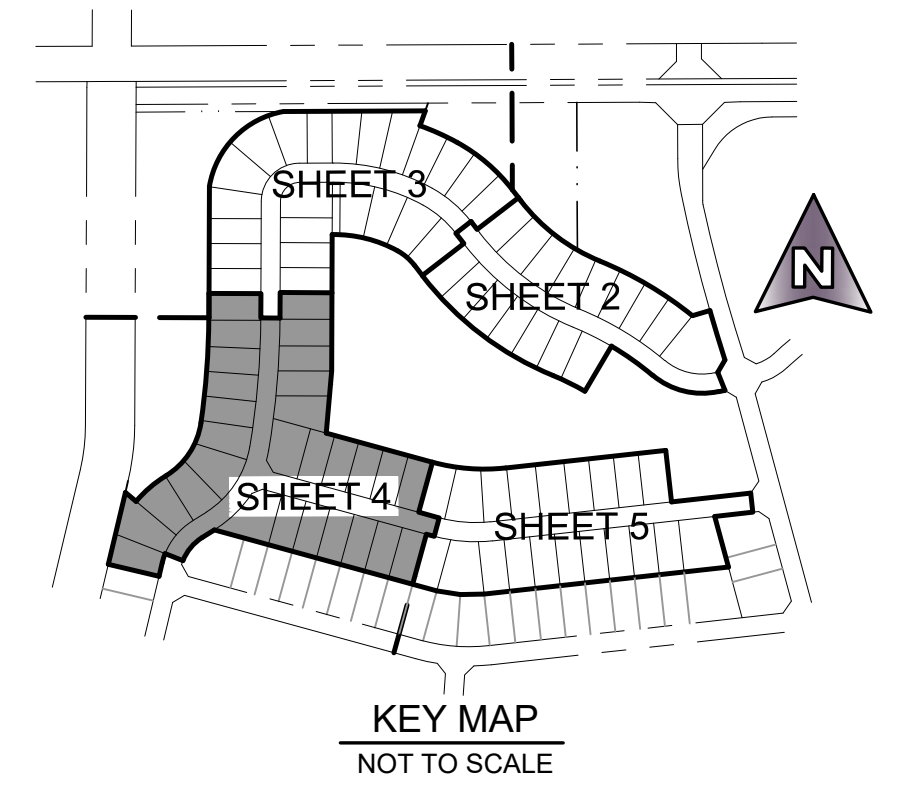 SHEET 3
N
SHEET 2
SHEET 4
SHEET 5
KEY MAP
NOT TO SCALE